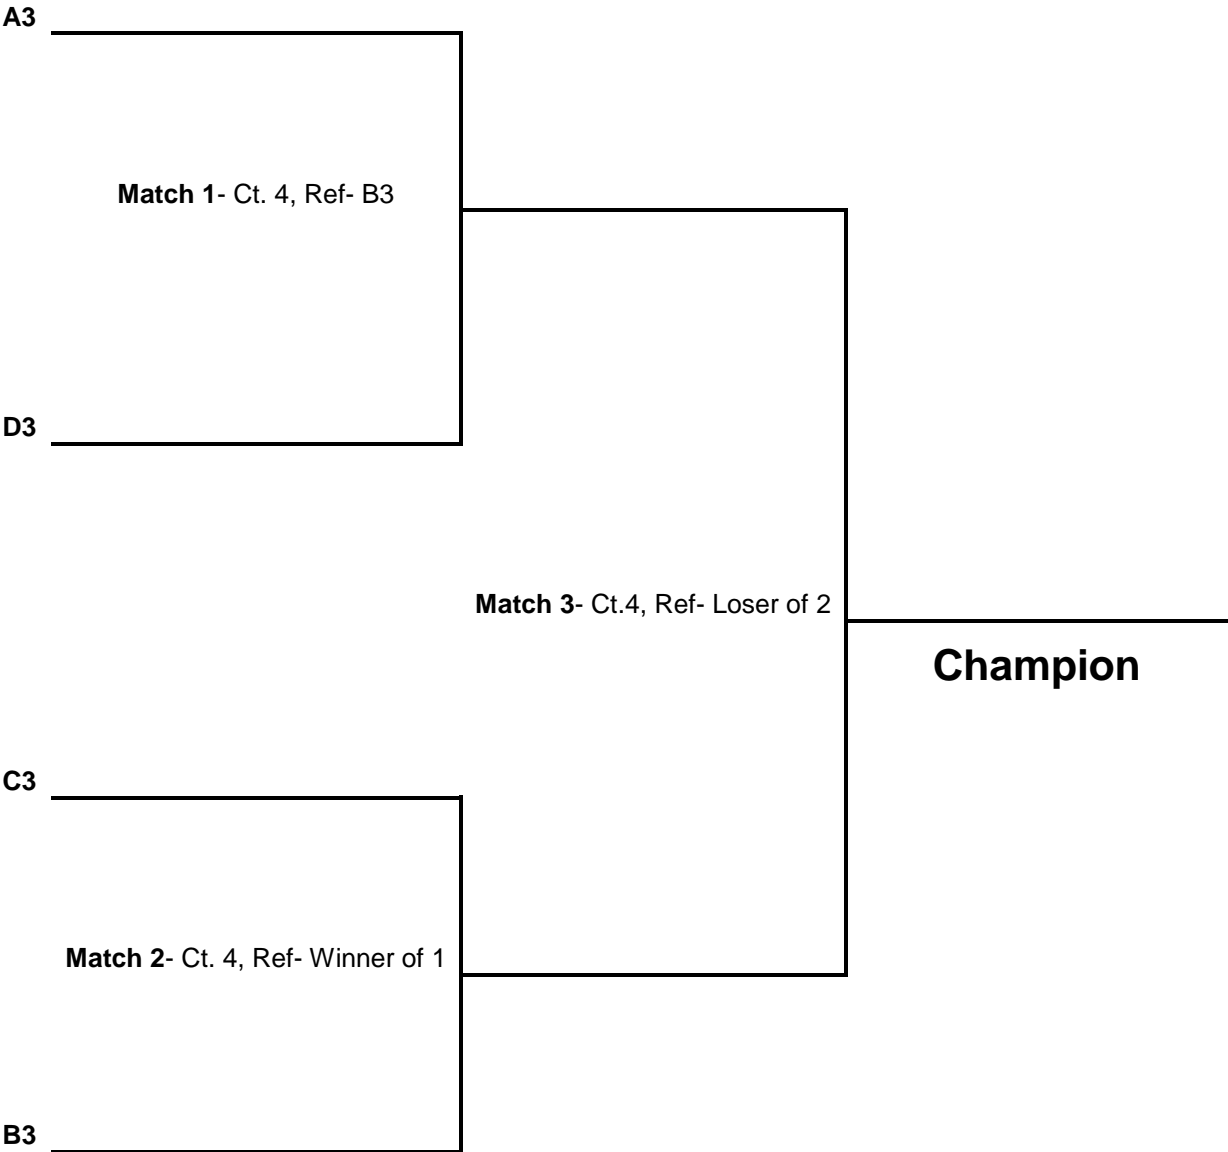 A3
Match 1- Ct. 4, Ref- B3
D3
Match 3- Ct.4, Ref- Loser of 2
Champion
C3
Match 2- Ct. 4, Ref- Winner of 1
B3